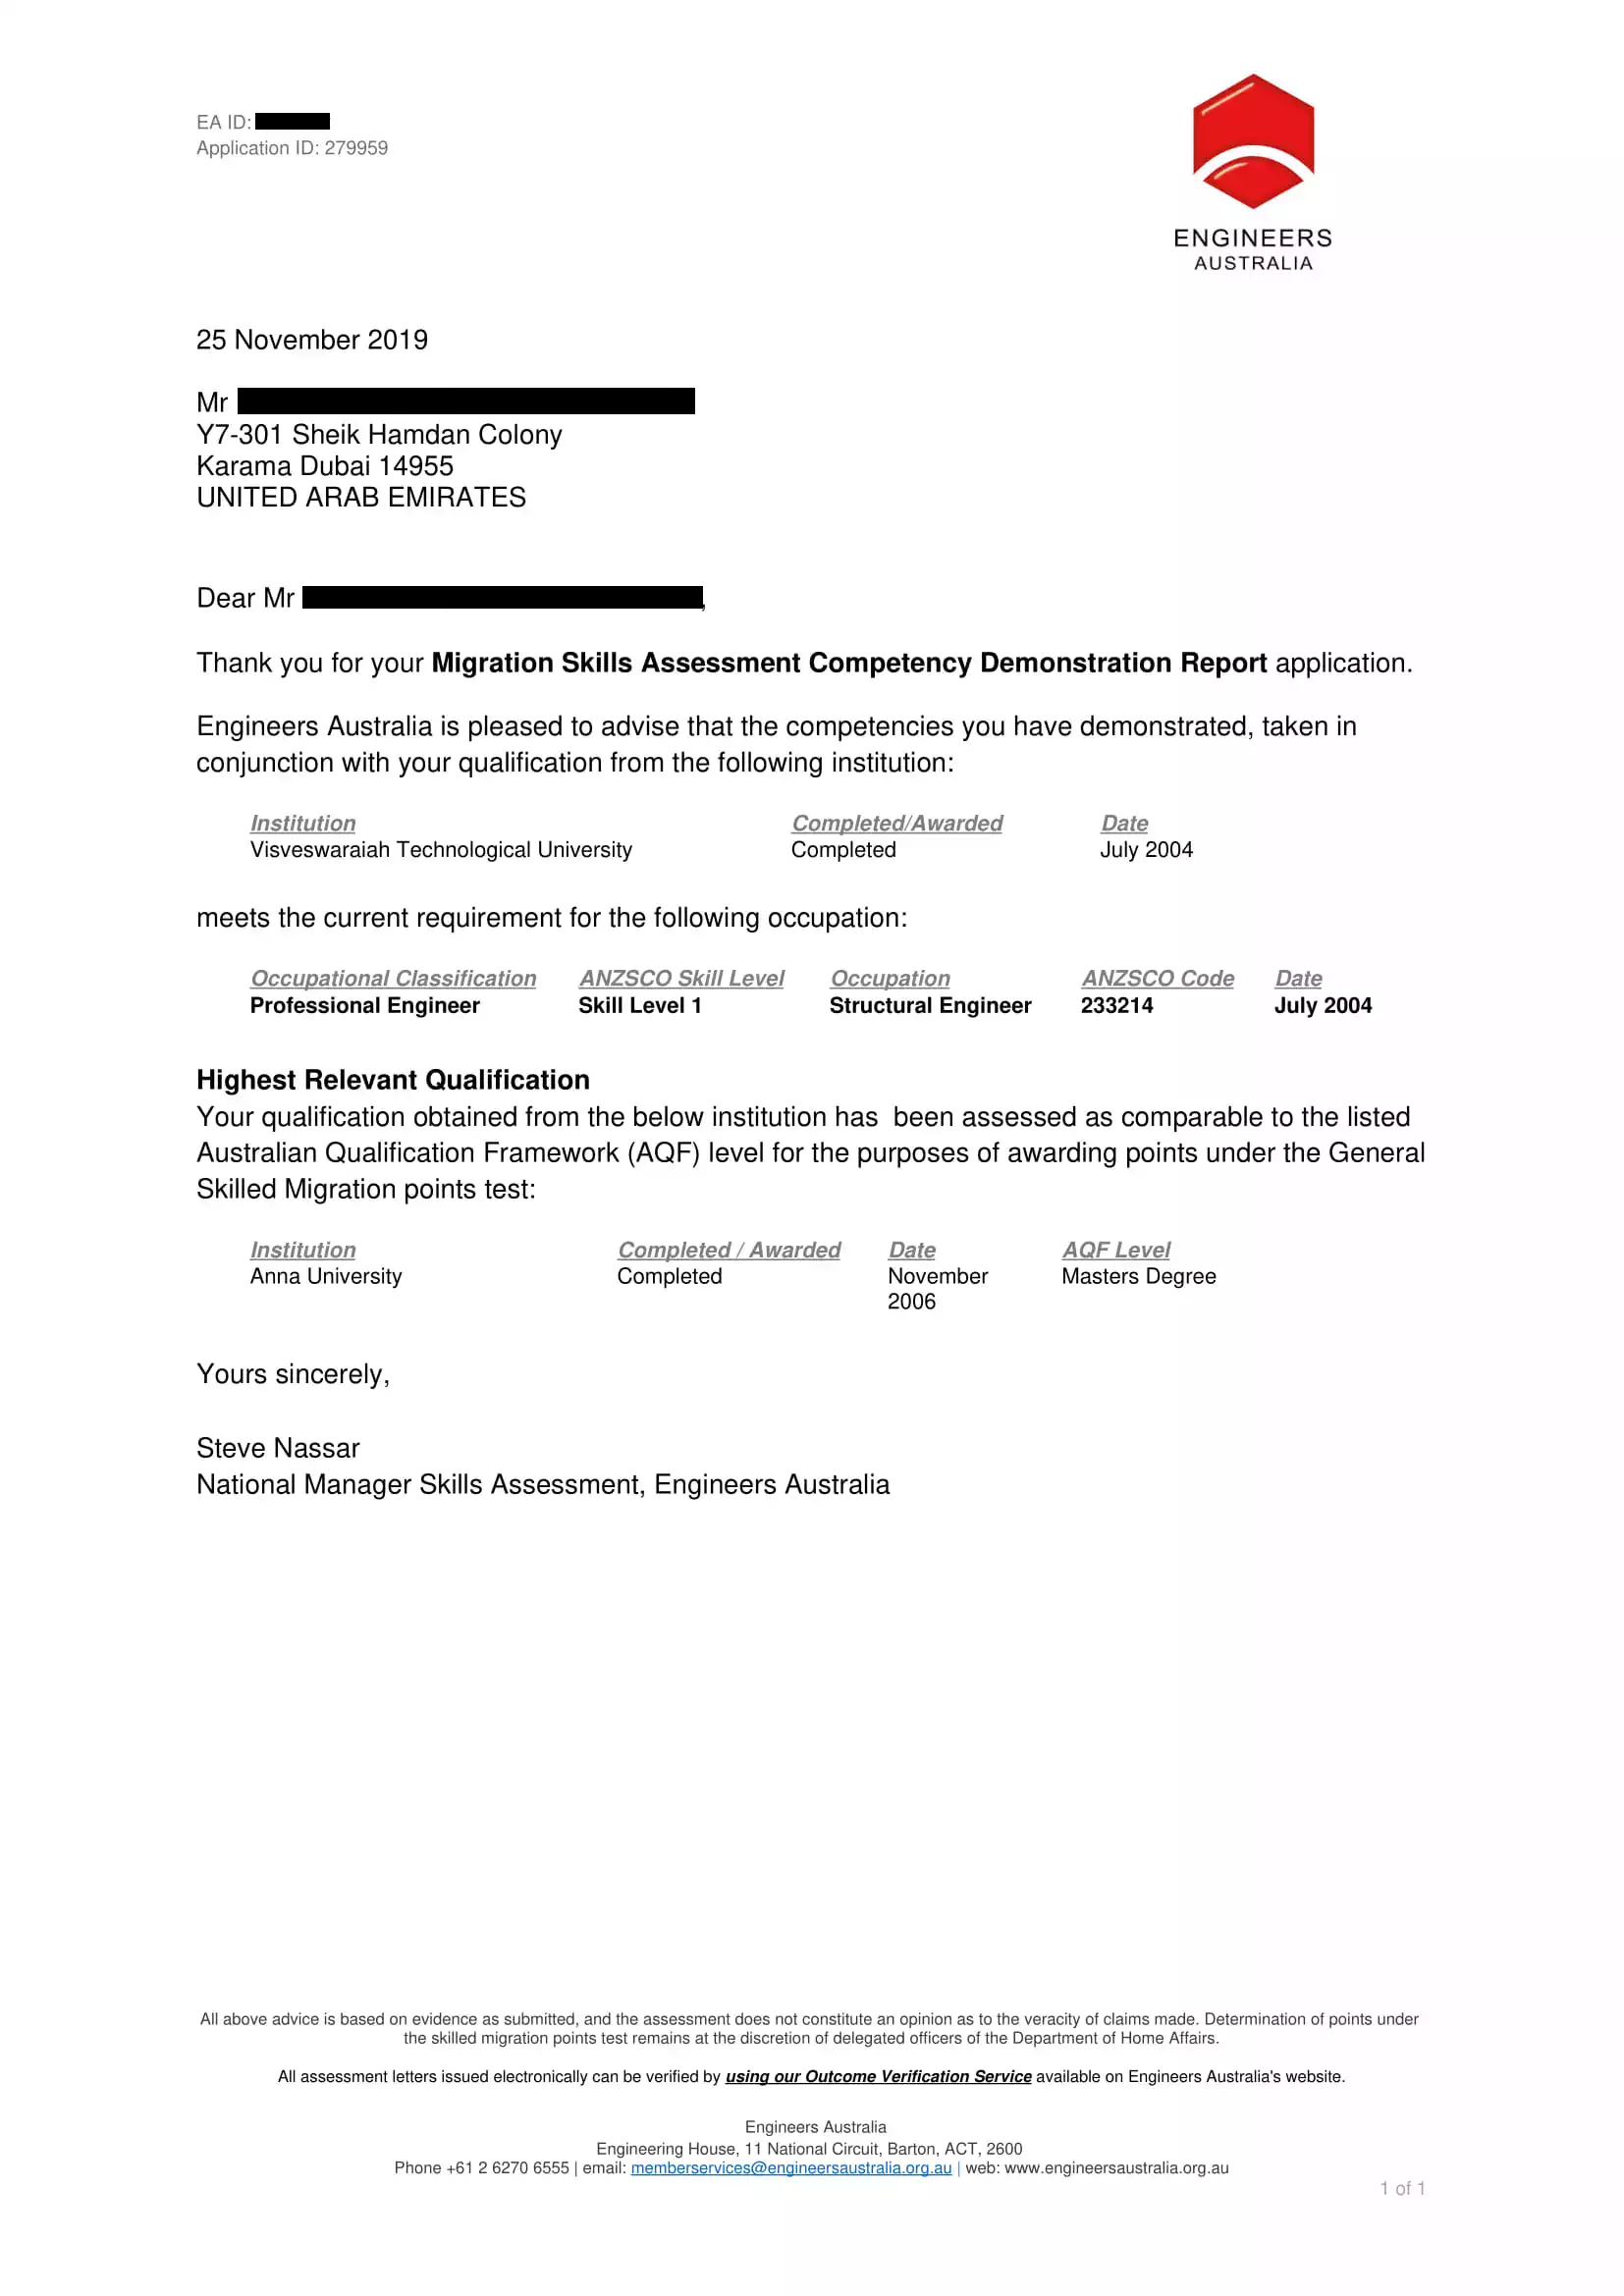 EA ID:
Application ID: 279959
ENGINEERS
AUSTRALIA
25 November 2019
Mr
Y7-301 Sheik Hamdan Colony
Karama Dubai 14955
UNITED ARAB EMIRATES
Dear Mr ,
Thank you for your Migration Skills Assessment Competency Demonstration Report application.
Engineers Australia is pleased to advise that the competencies you have demonstrated, taken in
conjunction with your qualification from the following institution:
Institution Completed/Awarded Date
Visveswaraiah Technological University Completed July 2004
meets the current requirement for the following occupation:
Occupational Classification ANZSCO Skill Level Occupation ANZSCO Code Date
Professional Engineer Skill Level 1 Structural Engineer 233214 July 2004
Highest Relevant Qualification
Your qualification obtained from the below institution has  been assessed as comparable to the listed
Australian Qualification Framework (AQF) level for the purposes of awarding points under the General
Skilled Migration points test:
Institution Completed / Awarded Date AQF Level
Anna University Completed November Masters Degree
2006
Yours sincerely,
Steve Nassar
National Manager Skills Assessment, Engineers Australia
All above advice is based on evidence as submitted, and the assessment does not constitute an opinion as to the veracity of claims made. Determination of points under
the skilled migration points test remains at the discretion of delegated officers of the Department of Home Affairs.
All assessment letters issued electronically can be verified by using our Outcome Verification Service available on Engineers Australia's website.
Engineers Australia
Engineering House, 11 National Circuit, Barton, ACT, 2600
Phone +61 2 6270 6555 | email: memberservices@engineersaustralia.org.au | web: www.engineersaustralia.org.au
1 of 1